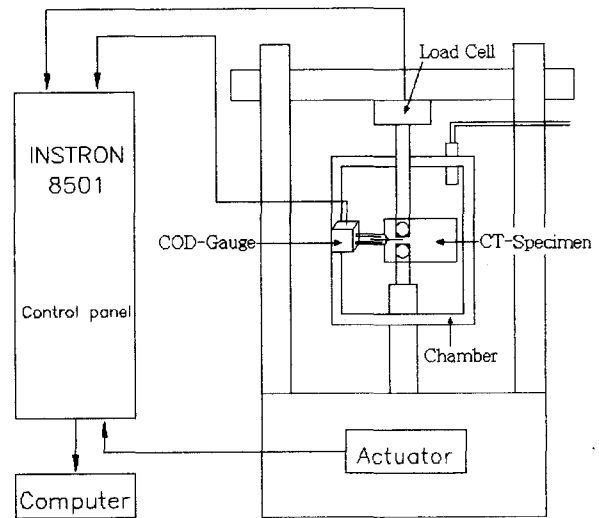 Load Cell
INSTRON
8501
COD-Gauge
CT-Specimen
Control panel
Chamber
Actuator
Computer